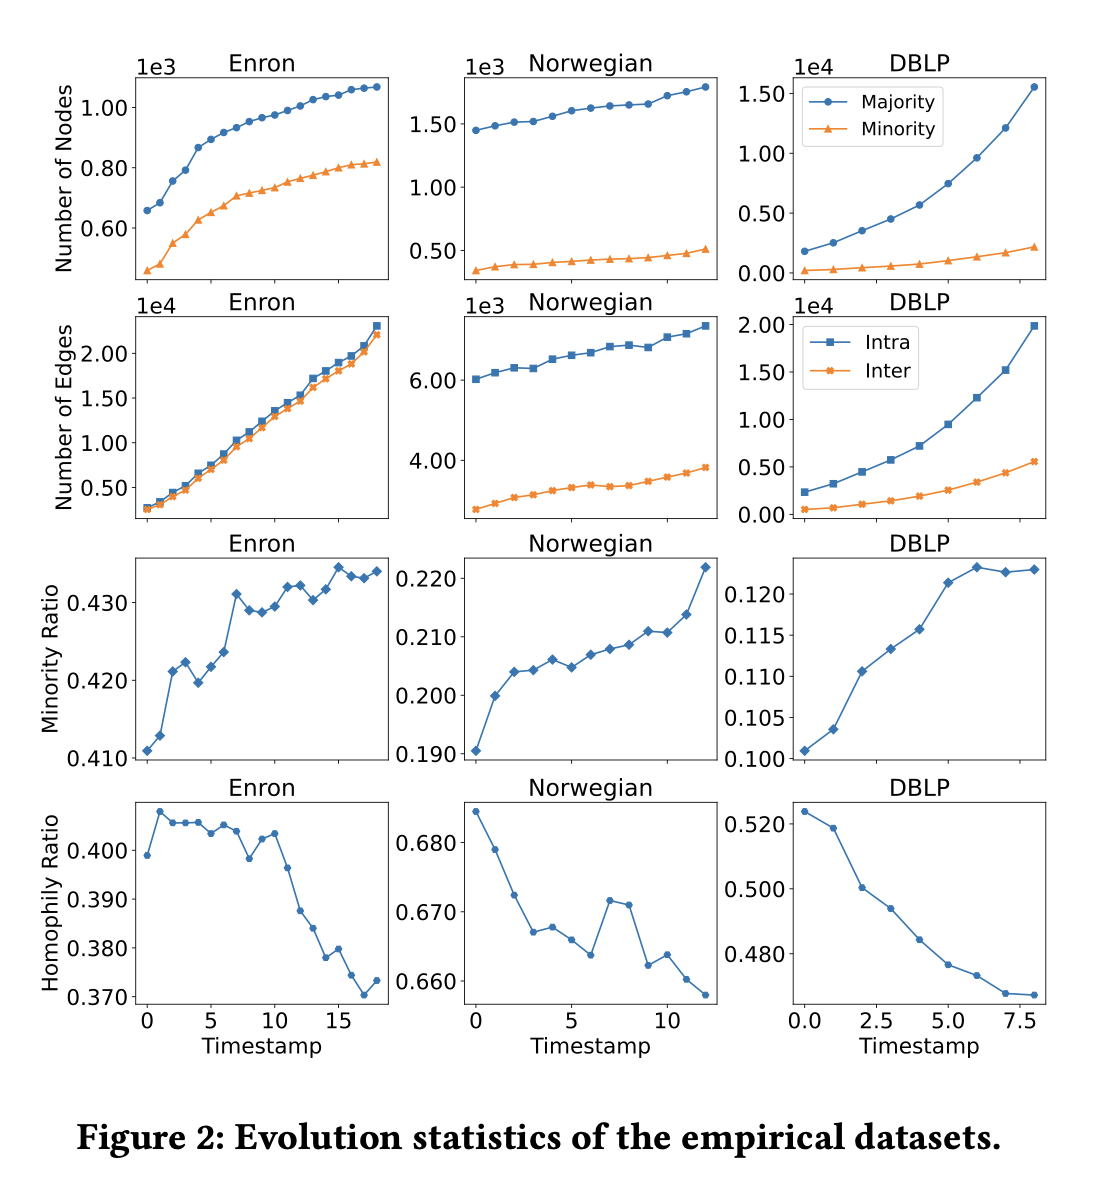 Enron
Norwegian
DBLP
1e3
1e3
1e4
Number of Nodes
1.00
0.80
0.60
1.50
1.00
0.50
1.50
1.00
0.50
0.00
Majority
Minority
Enron
Norwegian
DBLP
1e4
1e3
1e4
Number of Edges
2.00
1.50
1.00
0.50
6.00
4.00
2.00
1.50
1.00
0.50
0.00
Intra
Inter
Enron
Norwegian
DBLP
Minority Ratio
0.430
0.420
0.410
0.220
0.210
0.200
0.190
0.120
0.115
0.110
0.105
0.100
Enron
Norwegian
DBLP
Homophily Ratio
0.400
0.390
0.380
0.370
0.680
0.670
0.660
0.520
0.500
0.480
0 5 10 15
0 5 10
0.0 2.5 5.0 7.5
Timestamp
Timestamp
Timestamp
Figure 2: Evolution statistics of the empirical datasets.